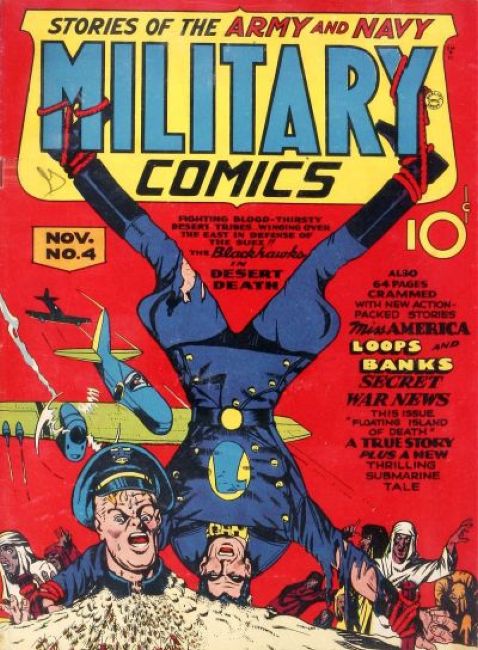 STORIES OF THE ARMY AND NAVY
MILITARY
COMICS
10¢
NOV.
NO.4
FIGHTING BLOOD-THIRSTY
DESERT TRIBES..WINGING OVER
THE EAST IN DEFENSE OF
THE SUEZ!!
THE Blackhawks
IN
DESERT
DEATH
ALSO
64 PAGES
CRAMMED
WITH NEW ACTION-
PACKED STORIES
Miss AMERICA
LOOPS AND
BANKS
SECRET
WAR NEWS
THIS ISSUE
"FLOATING ISLAND
OF DEATH"
A TRUE STORY
PLUS A NEW
THRILLING
SUBMARINE
TALE